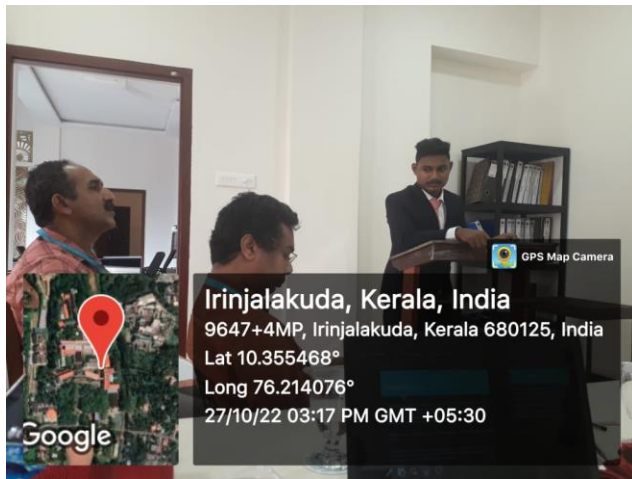 GPS Map Camera
Irinjalakuda, Kerala, India
9647+4MP, Irinjalakuda, Kerala 680125, India
Lat 10.355468°
Long 76.214076°
27/10/22 03:17 PM GMT +05:30
Google